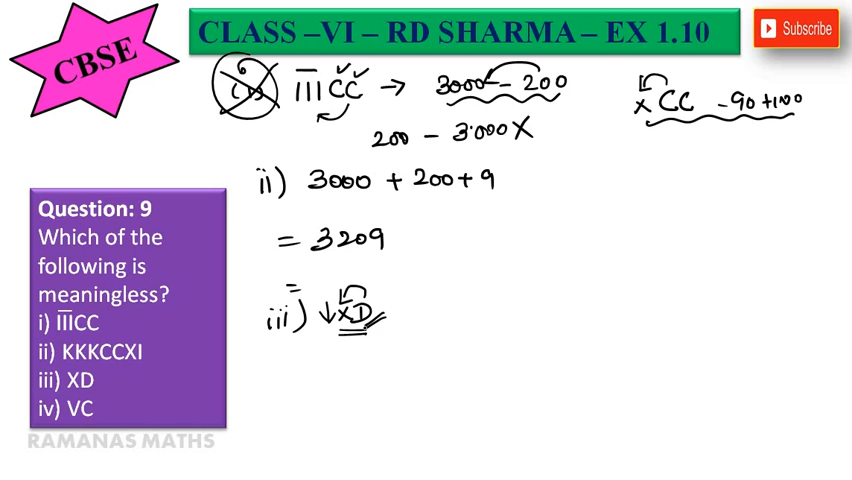 CBSE
CLASS –VI – RD SHARMA – EX 1.10
Subscribe
I̅I̅I̅CC → 3000 – 200
XCC – 90 + 100
200 – 3000 X
ii) 3000 + 200 + 9
= 3209
=
iii) ↓ XD
Question: 9
Which of the
following is
meaningless?
i) I̅I̅I̅CC
ii) KKKCCXI
iii) XD
iv) VC
RAMANAS MATHS